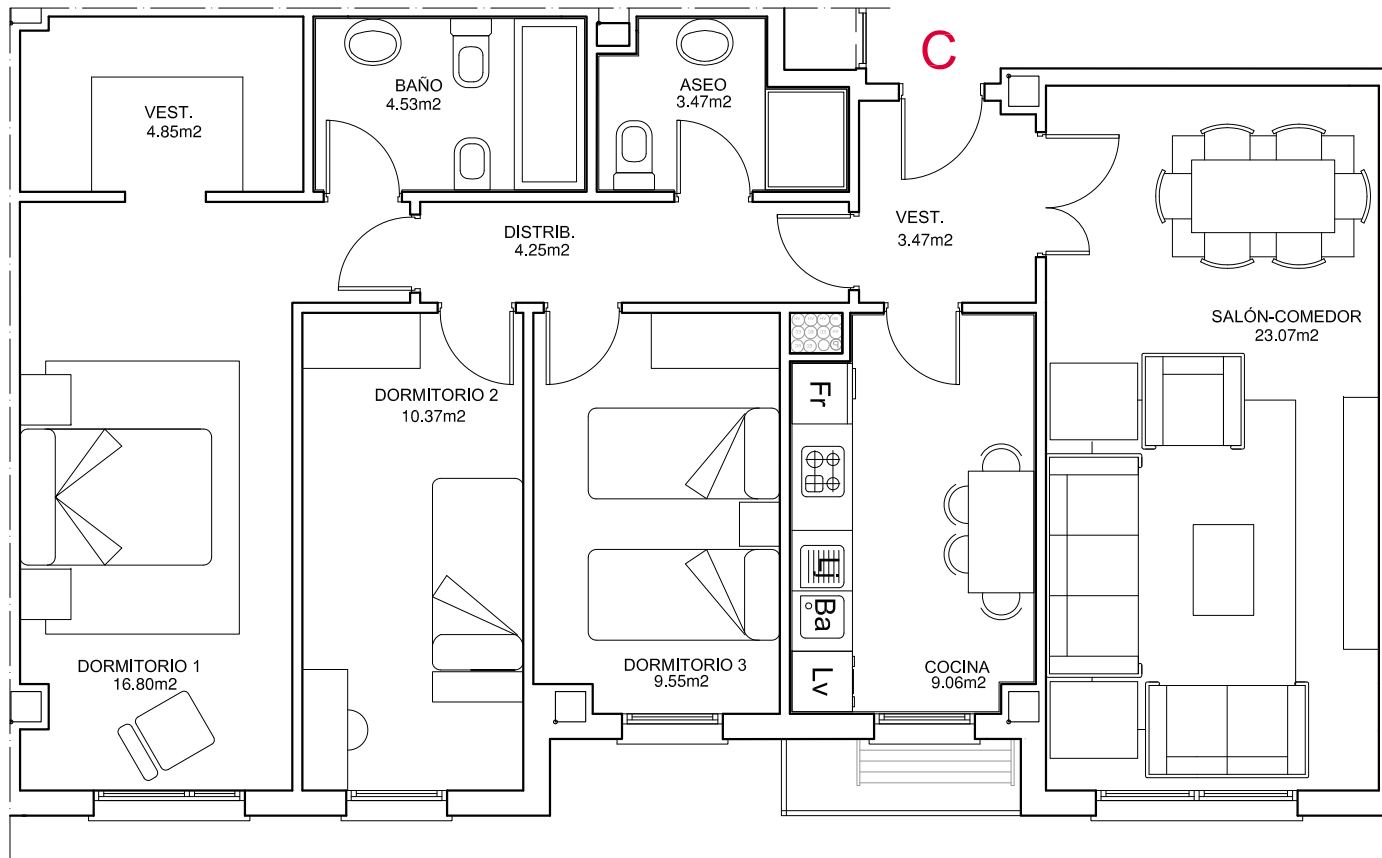 C
BAÑO
4.53m2
ASEO
3.47m2
VEST.
4.85m2
DISTRIB.
4.25m2
VEST.
3.47m2
SALÓN-COMEDOR
23.07m2
DORMITORIO 2
10.37m2
Fr
Lj
Ba
Lv
DORMITORIO 1
16.80m2
DORMITORIO 3
9.55m2
COCINA
9.06m2